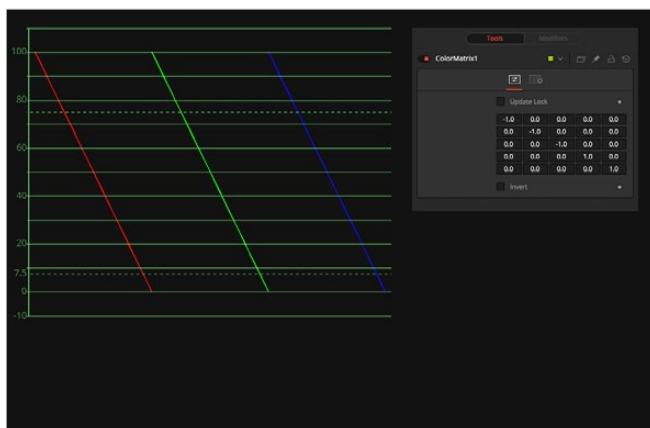 Tools Modifiers
ColorMatrix1
Update Lock
-1.0 0.0 0.0 0.0 0.0
0.0 -1.0 0.0 0.0 0.0
0.0 0.0 -1.0 0.0 0.0
0.0 0.0 0.0 1.0 0.0
0.0 0.0 0.0 0.0 1.0
Invert
100
80
60
40
20
7.5
0
-10